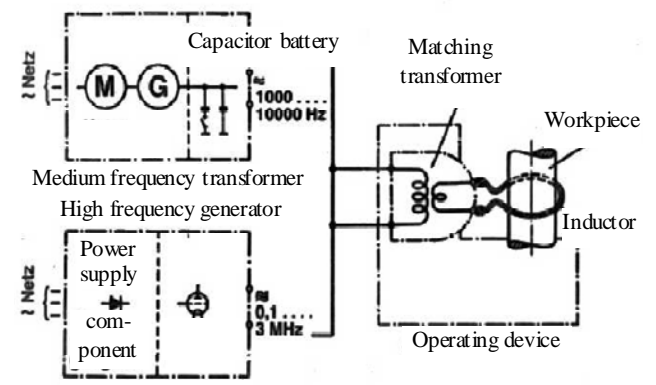 Capacitor battery
Matching
transformer
~ Netz
M G
≈
1000 ....
10000 Hz
Workpiece
Medium frequency transformer
High frequency generator
Inductor
~ Netz
Power
supply
com-
ponent
≋
0,1 ....
3 MHz
Operating device